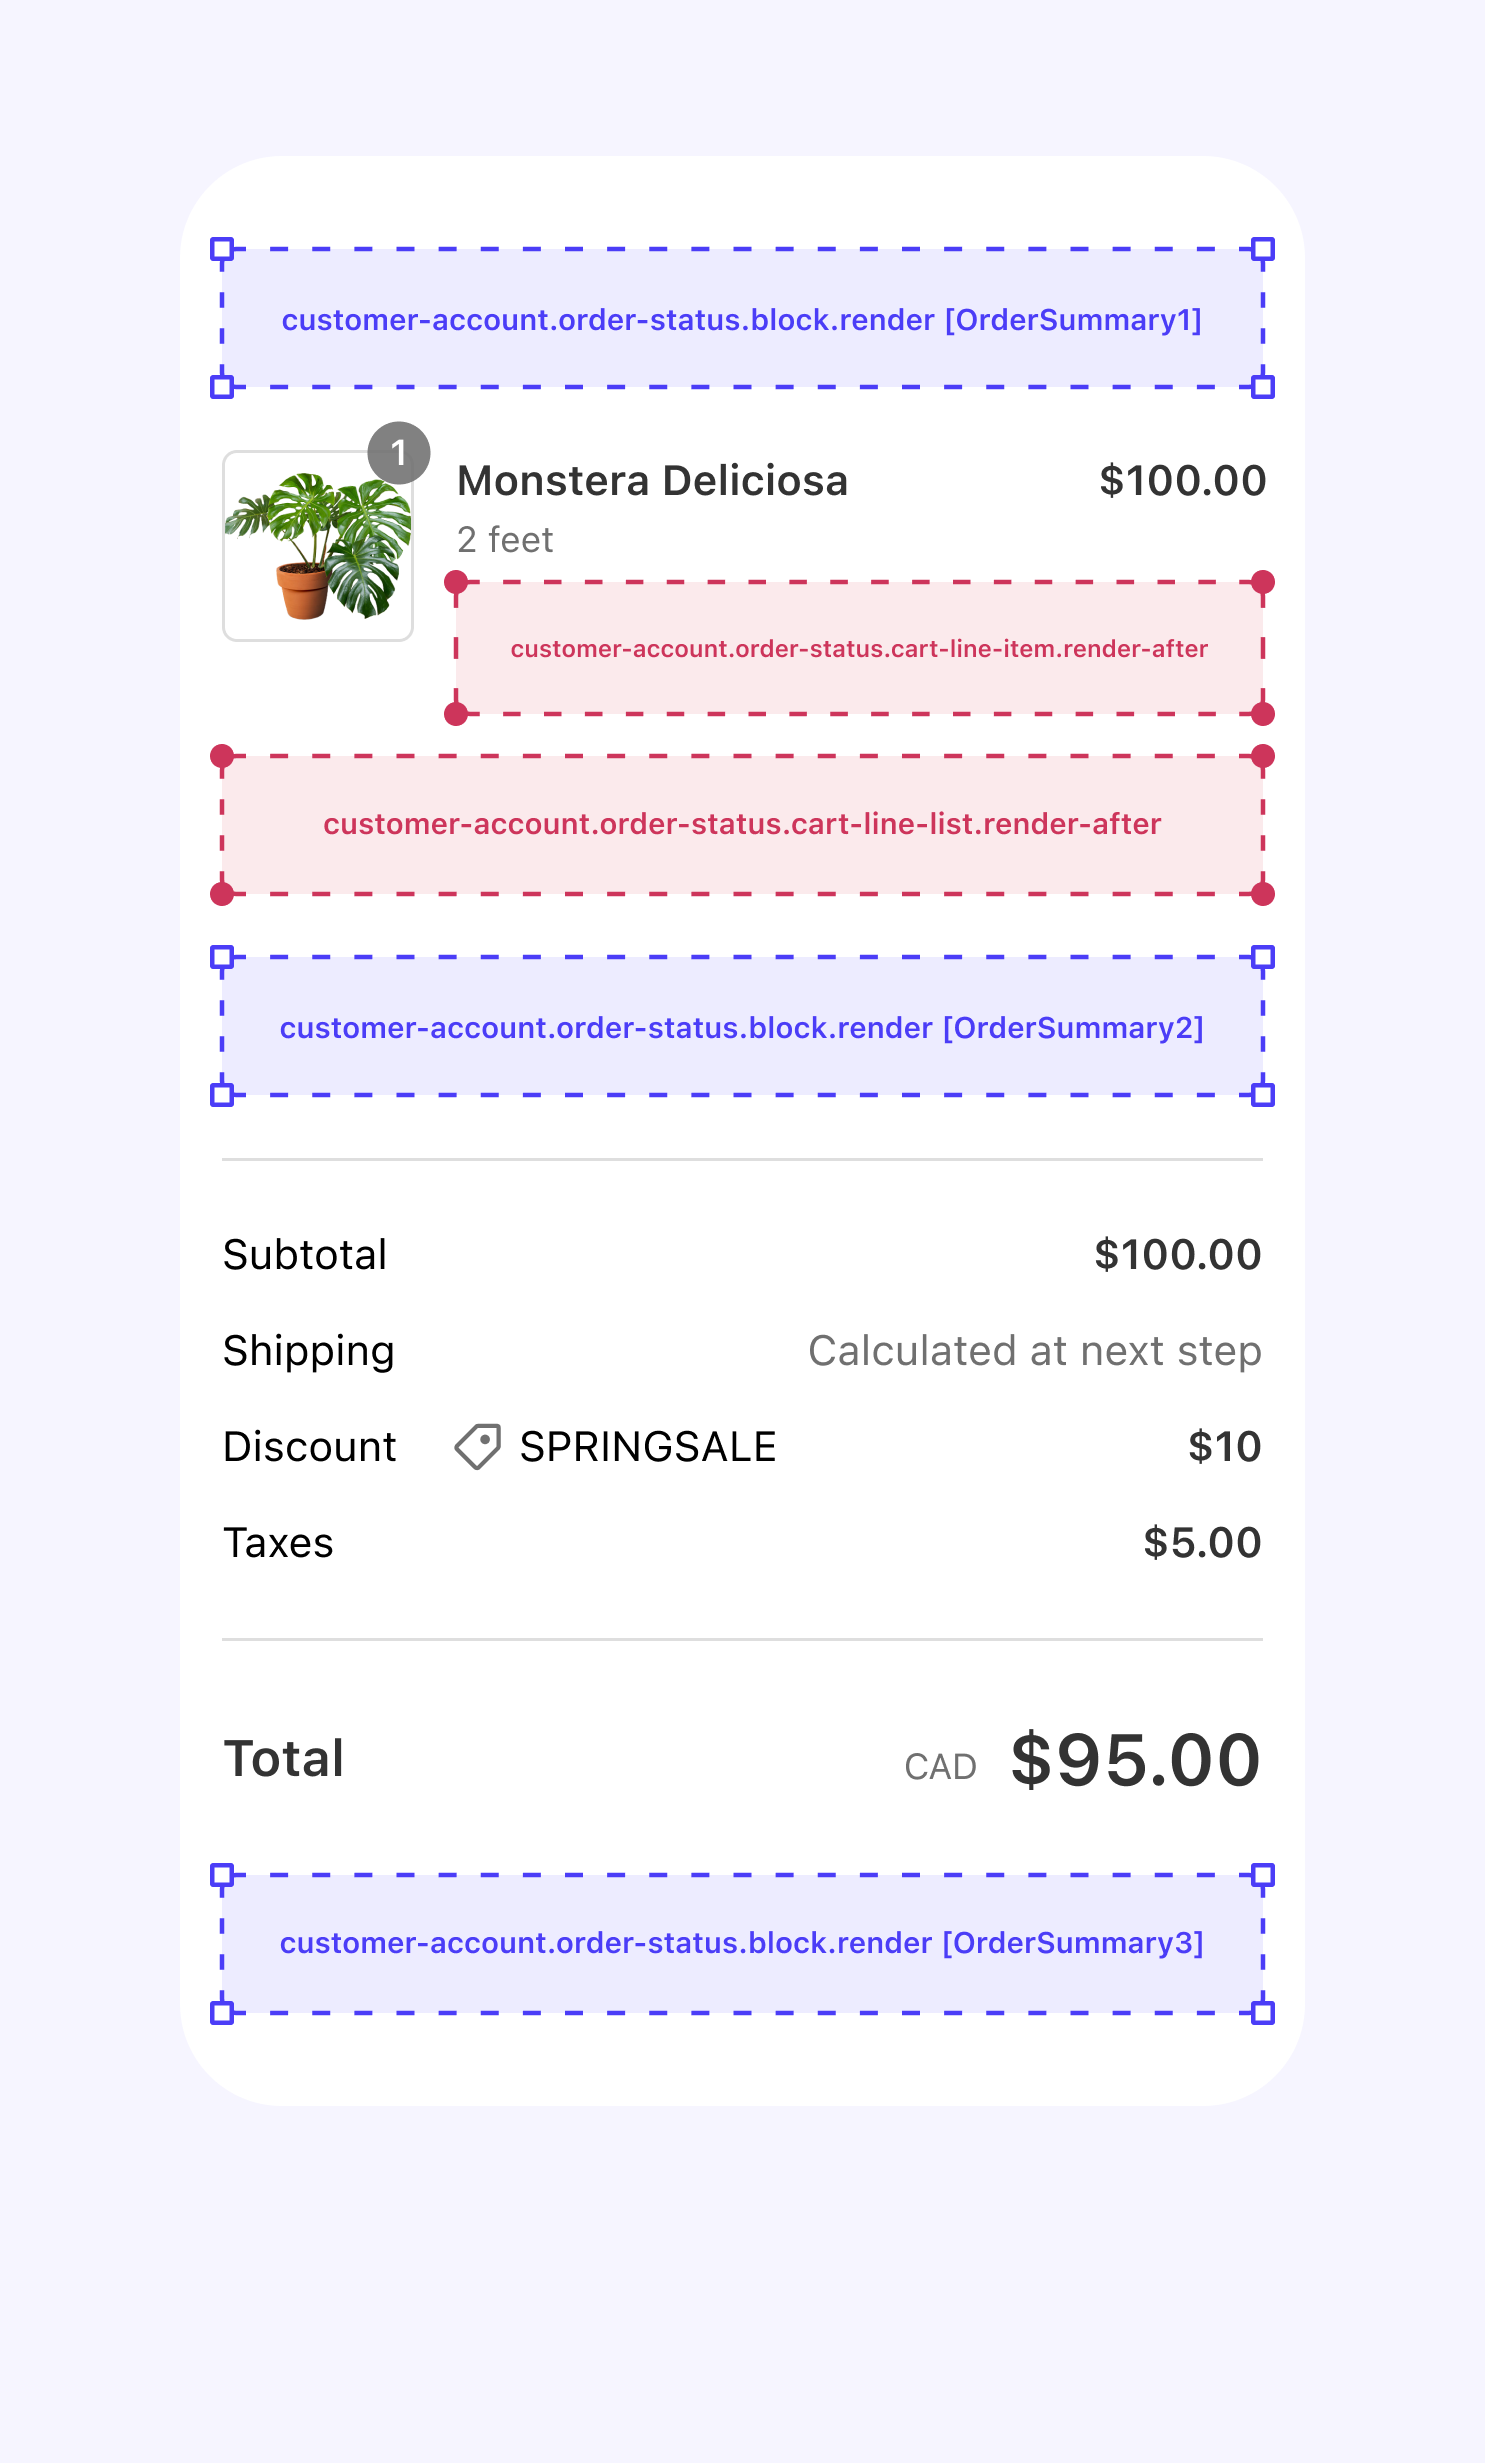 customer-account.order-status.block.render [OrderSummary1]
1
Monstera Deliciosa $100.00
2 feet
customer-account.order-status.cart-line-item.render-after
customer-account.order-status.cart-line-list.render-after
customer-account.order-status.block.render [OrderSummary2]
Subtotal $100.00
Shipping Calculated at next step
Discount SPRINGSALE $10
Taxes $5.00
Total CAD $95.00
customer-account.order-status.block.render [OrderSummary3]